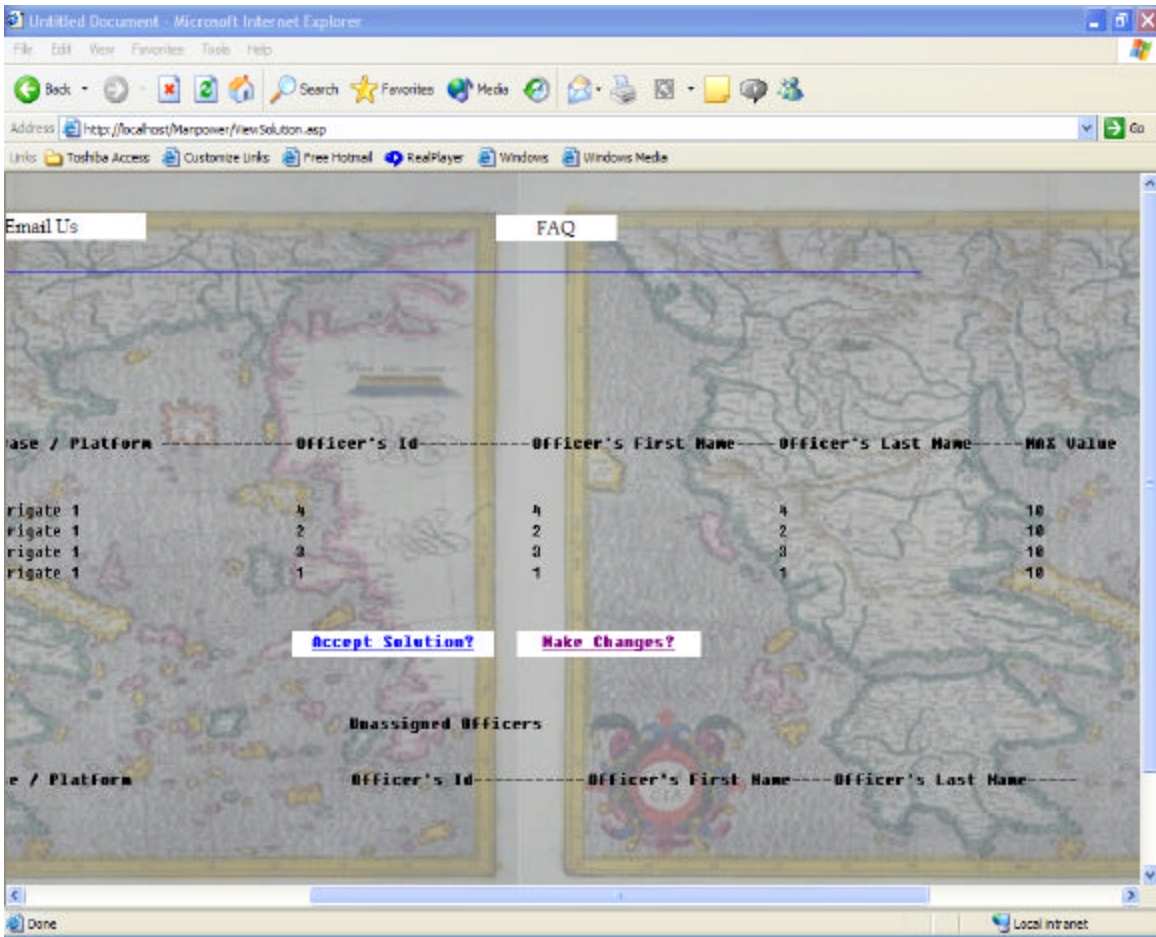 Untitled Document - Microsoft Internet Explorer
File Edit View Favorites Tools Help
Back Search Favorites Media
Address http://localhost/Manpower/ViewSolution.asp Go
Links Toshiba Access Customize Links Free Hotmail RealPlayer Windows Windows Media
Email Us FAQ
ase / Platform -------------Officer's Id-----------Officer's First Name----Officer's Last Name-----MAX Value
rigate 1 4 4 4 10
rigate 1 2 2 2 10
rigate 1 3 3 3 10
rigate 1 1 1 1 10
Accept Solution? Make Changes?
Unassigned Officers
e / Platform Officer's Id-----------Officer's First Name----Officer's Last Name-----
Done Local intranet